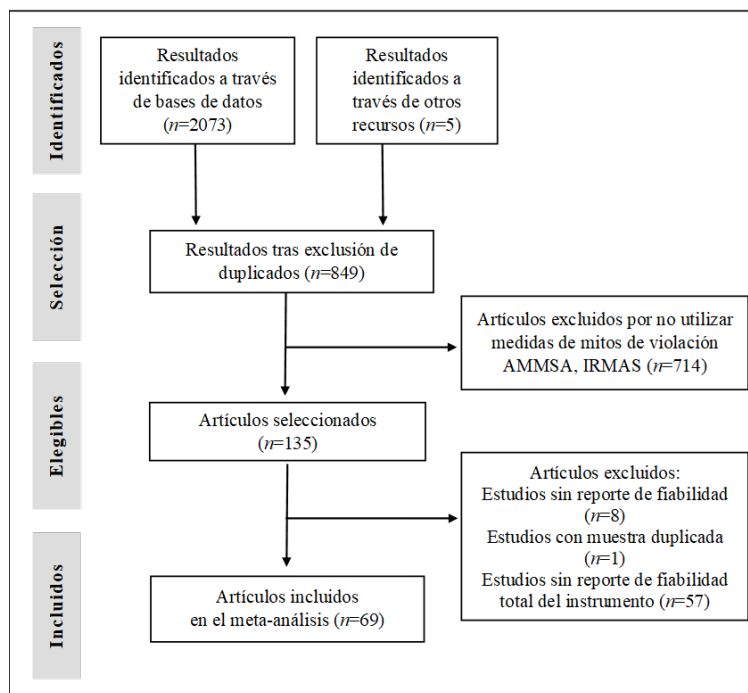 Identificados
Resultados
identificados a través
de bases de datos
(n=2073)
Resultados
identificados a
través de otros
recursos (n=5)
Selección
Resultados tras exclusión de
duplicados (n=849)
Artículos excluidos por no utilizar
medidas de mitos de violación
AMMSA, IRMAS (n=714)
Elegibles
Artículos seleccionados
(n=135)
Artículos excluidos:
Estudios sin reporte de fiabilidad
(n=8)
Estudios con muestra duplicada
(n=1)
Estudios sin reporte de fiabilidad
total del instrumento (n=57)
Incluidos
Artículos incluidos
en el meta-análisis (n=69)